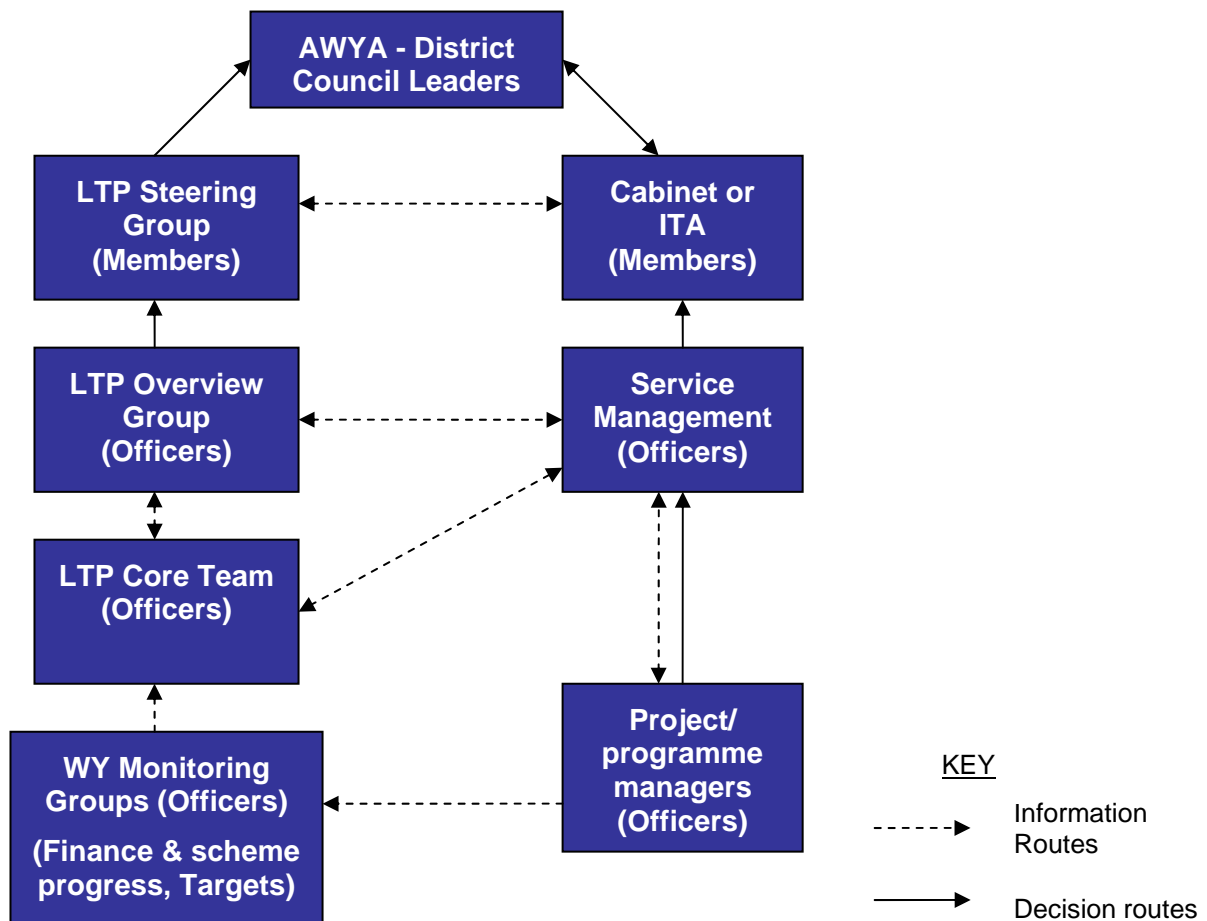 AWYA - District
Council Leaders
LTP Steering
Group
(Members)
Cabinet or
ITA
(Members)
LTP Overview
Group
(Officers)
Service
Management
(Officers)
LTP Core Team
(Officers)
Project/
programme
managers
(Officers)
WY Monitoring
Groups (Officers)
(Finance & scheme
progress, Targets)
KEY
Information
Routes
Decision routes